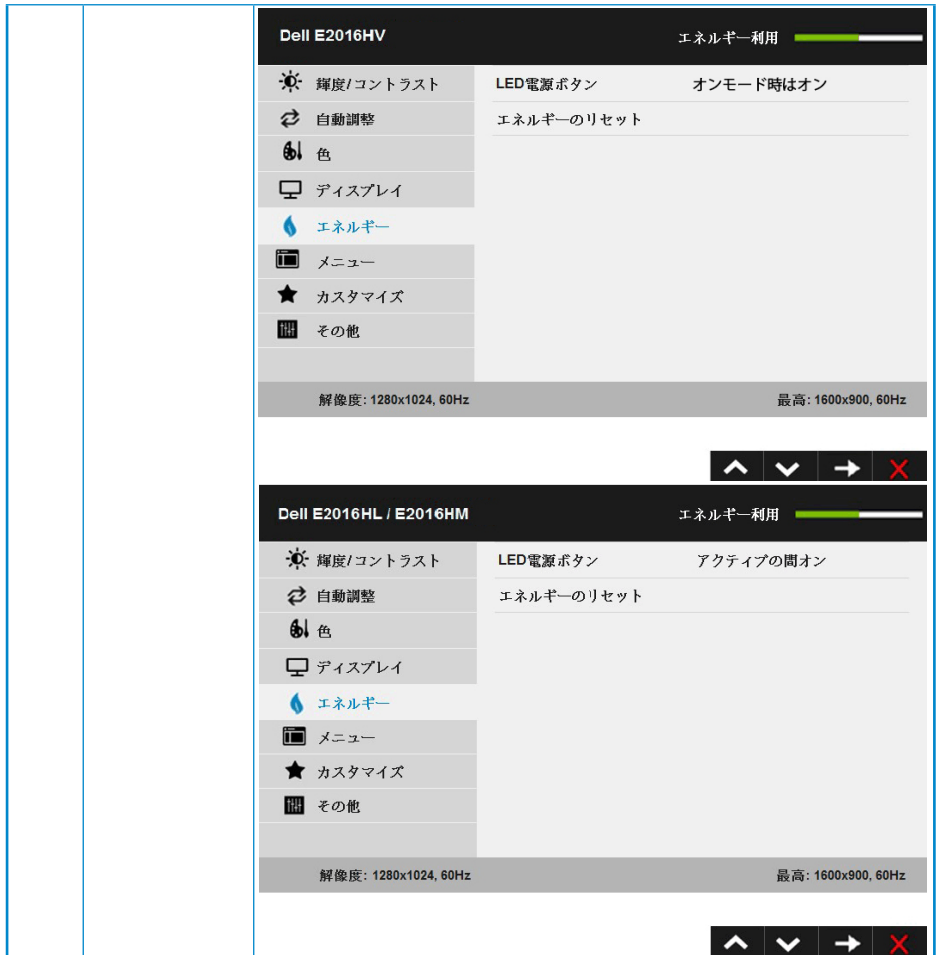 Dell E2016HV エネルギー利用
輝度/コントラスト LED電源ボタン オンモード時はオン
自動調整 エネルギーのリセット
色
ディスプレイ
エネルギー
メニュー
カスタマイズ
その他
解像度: 1280x1024, 60Hz 最高: 1600x900, 60Hz
Dell E2016HL / E2016HM エネルギー利用
輝度/コントラスト LED電源ボタン アクティブの間オン
自動調整 エネルギーのリセット
色
ディスプレイ
エネルギー
メニュー
カスタマイズ
その他
解像度: 1280x1024, 60Hz 最高: 1600x900, 60Hz